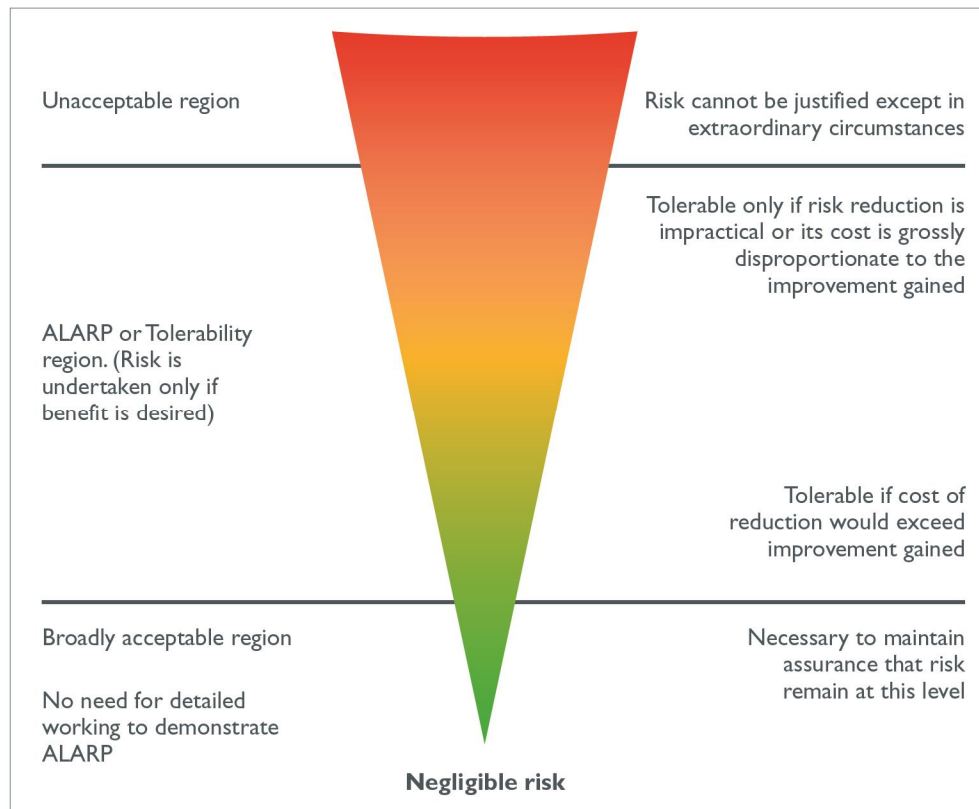 Unacceptable region
Risk cannot be justified except in
extraordinary circumstances
Tolerable only if risk reduction is
impractical or its cost is grossly
disproportionate to the
improvement gained
ALARP or Tolerability
region. (Risk is
undertaken only if
benefit is desired)
Tolerable if cost of
reduction would exceed
improvement gained
Broadly acceptable region
No need for detailed
working to demonstrate
ALARP
Necessary to maintain
assurance that risk
remain at this level
Negligible risk